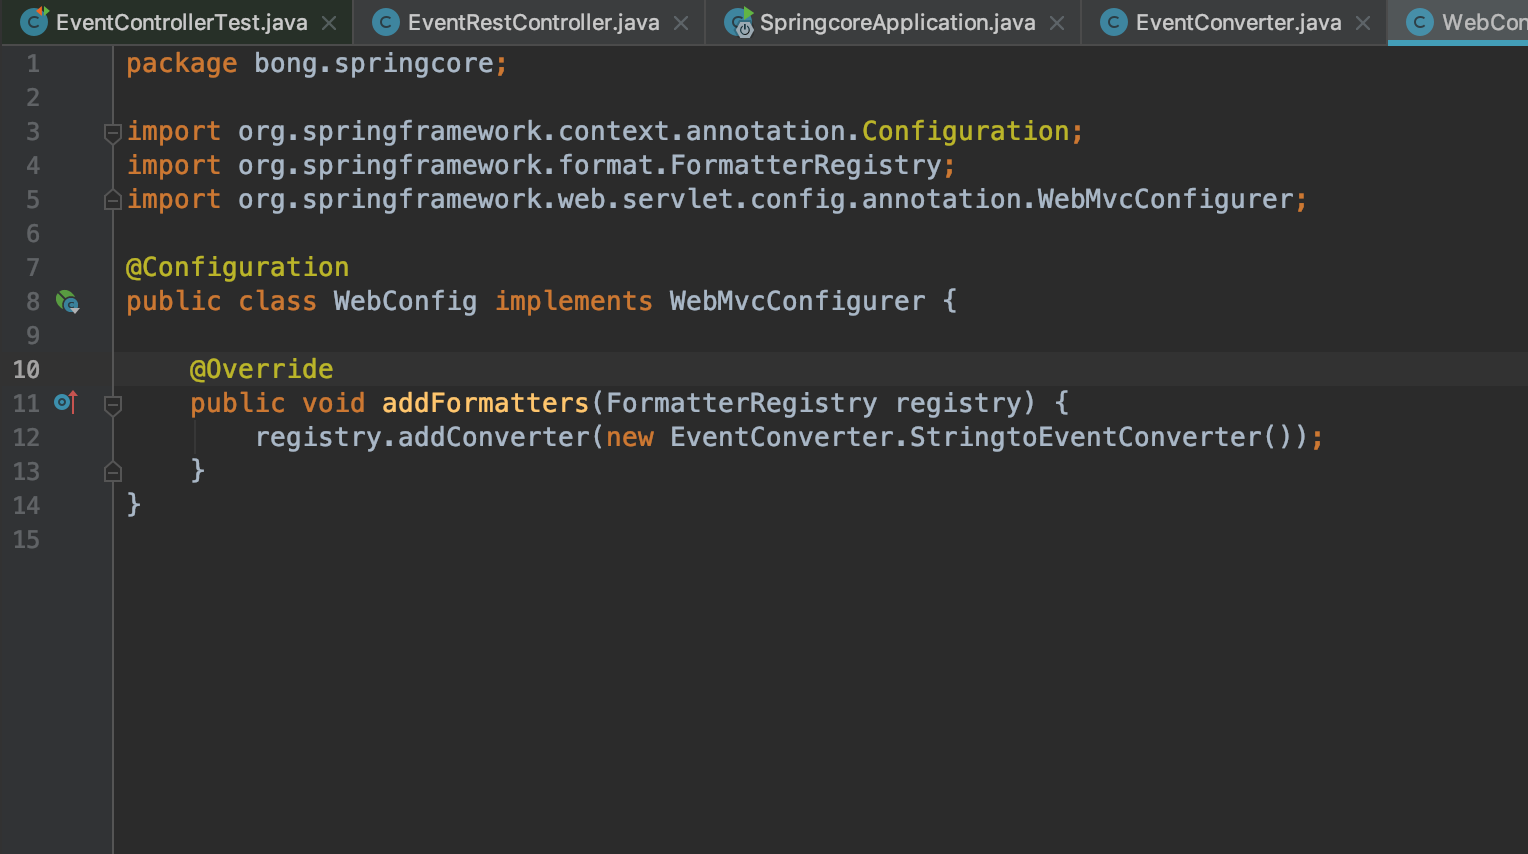 EventControllerTest.java EventRestController.java SpringcoreApplication.java EventConverter.java WebCon
1 package bong.springcore;
2
3 import org.springframework.context.annotation.Configuration;
4 import org.springframework.format.FormatterRegistry;
5 import org.springframework.web.servlet.config.annotation.WebMvcConfigurer;
6
7 @Configuration
8 public class WebConfig implements WebMvcConfigurer {
9
10 @Override
11 public void addFormatters(FormatterRegistry registry) {
12 registry.addConverter(new EventConverter.StringtoEventConverter());
13 }
14 }
15